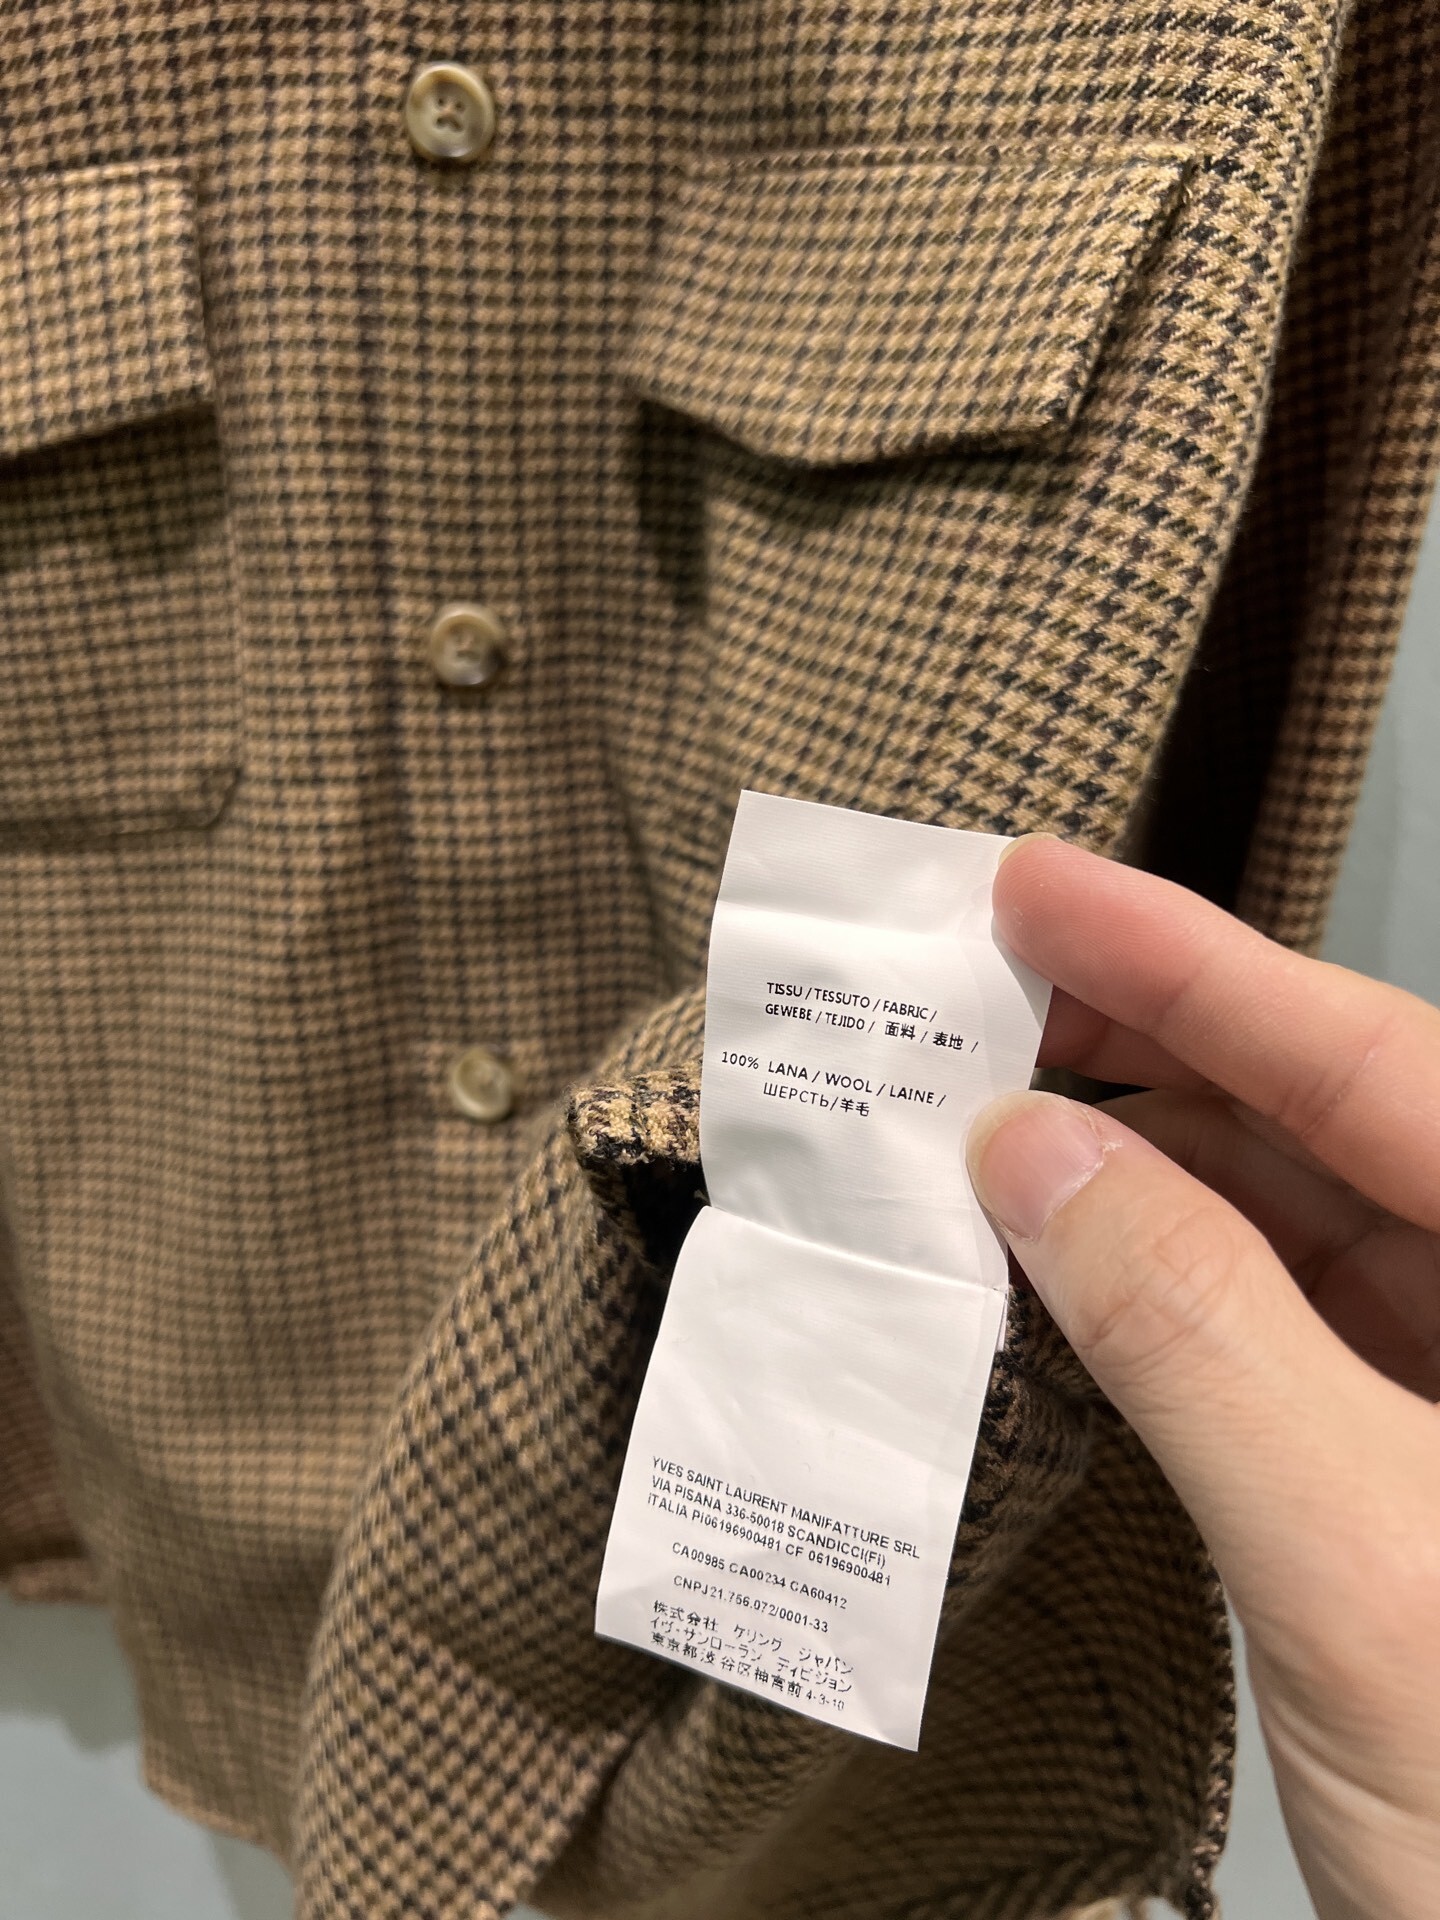 TISSU / TESSUTO / FABRIC /
GEWEBE / TEJIDO / 面料 / 表地 /
100% LANA / WOOL / LAINE /
ШЕРСТЬ/羊毛
YVES SAINT LAURENT MANIFATTURE SRL
VIA PISANA 336-50018 SCANDICCI(Fi)
ITALIA PI06196900481 CF 06196900481
CA00985 CA00234 CA60412
CNPJ21.756.072/0001-33
株式会社 ケリング ジャパン
イヴ・サンローラン ディビジョン
東京都渋谷区神宮前 4-3-10